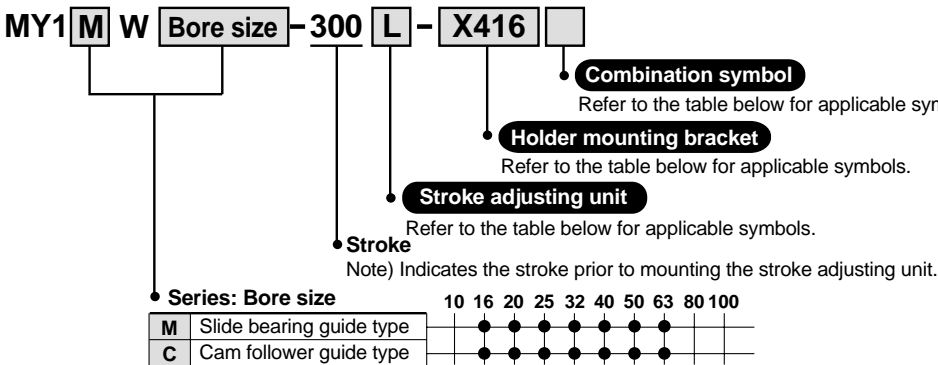 MY1 M W Bore size – 300 L – X416
Combination symbol
Refer to the table below for applicable
Holder mounting bracket
Refer to the table below for applicable symbols.
Stroke adjusting unit
Refer to the table below for applicable symbols.
Stroke
Note) Indicates the stroke prior to mounting the stroke adjusting unit.
Series: Bore size 10 16 20 25 32 40 50 63 80 100
M Slide bearing guide type
C Cam follower guide type